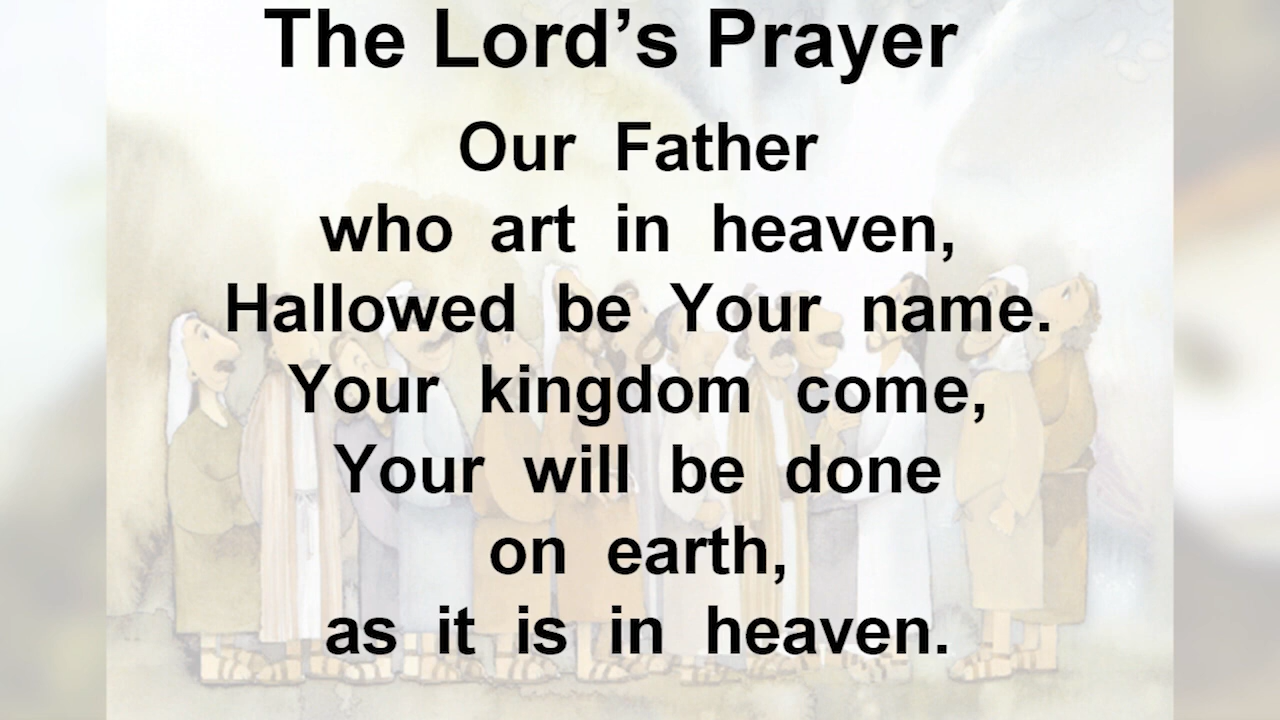 The Lord’s Prayer
Our Father
who art in heaven,
Hallowed be Your name.
Your kingdom come,
Your will be done
on earth,
as it is in heaven.